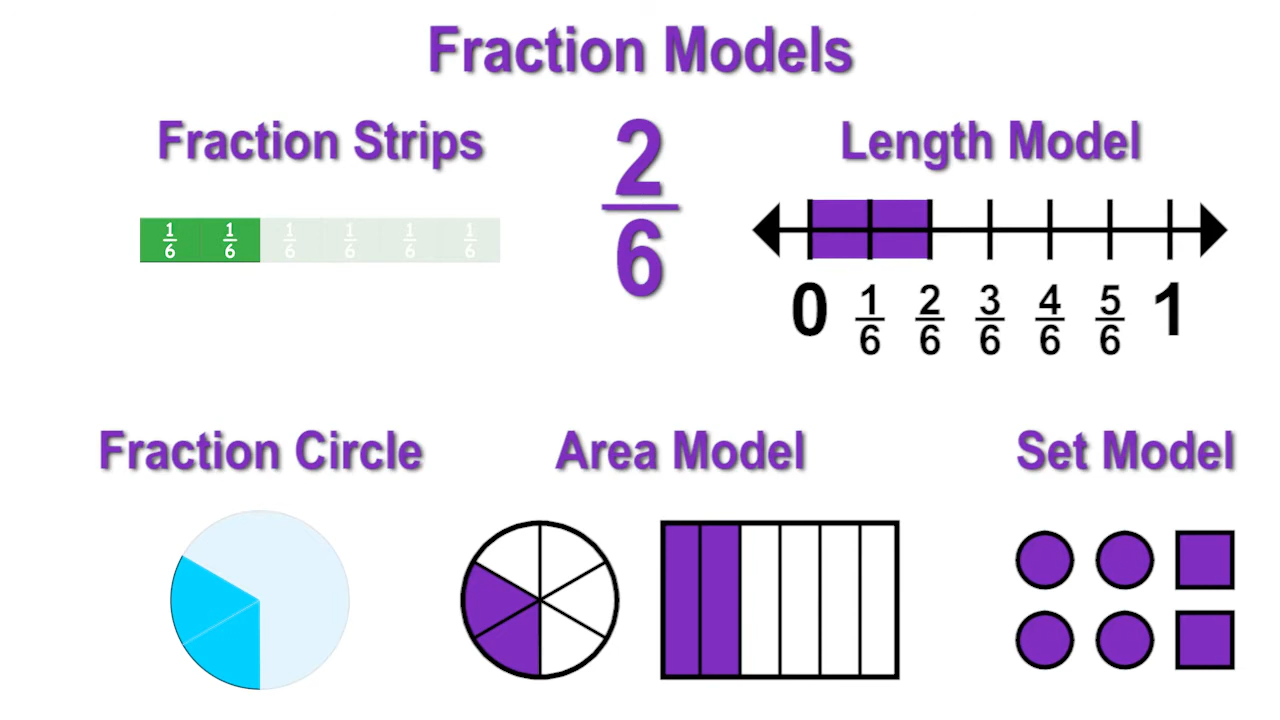 Fraction Models
Fraction Strips
2/6
Length Model
1/6 1/6 1/6 1/6 1/6 1/6
0 1/6 2/6 3/6 4/6 5/6 1
Fraction Circle
Area Model
Set Model